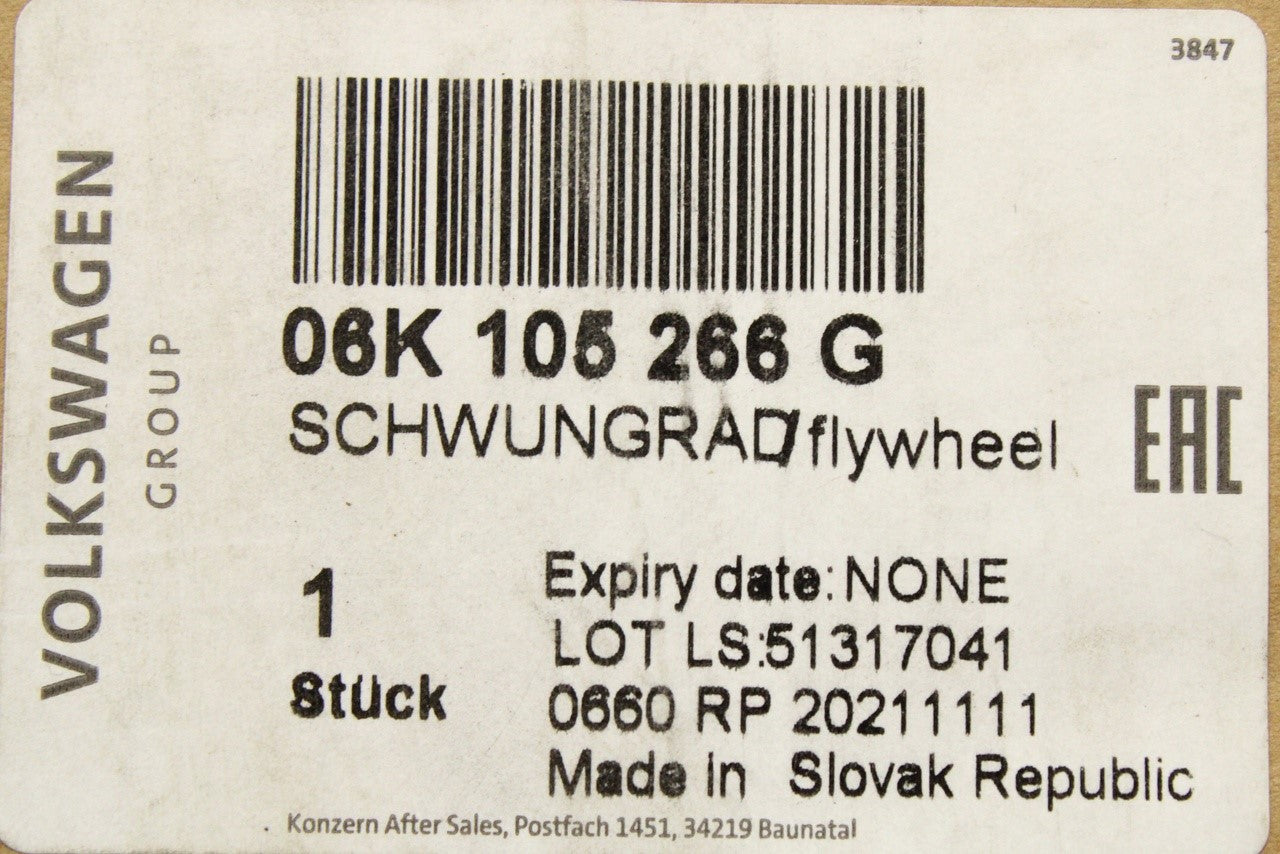 3847
VOLKSWAGEN
GROUP
06K 105 266 G
SCHWUNGRAD/flywheel
EAC
1
Stück
Expiry date: NONE
LOT LS:51317041
0660 RP 20211111
Made in Slovak Republic
Konzern After Sales, Postfach 1451, 34219 Baunatal